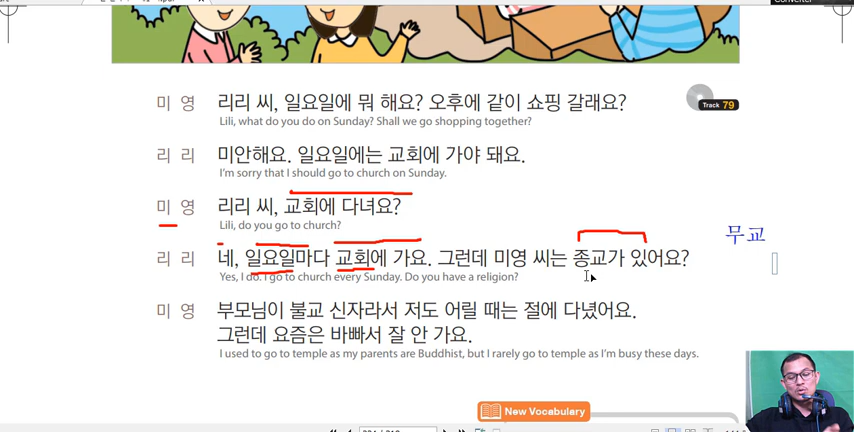 Track 79
미 영 리리 씨, 일요일에 뭐 해요? 오후에 같이 쇼핑 갈래요?
Lili, what do you do on Sunday? Shall we go shopping together?
리 리 미안해요. 일요일에는 교회에 가야 돼요.
I'm sorry that I should go to church on Sunday.
미 영 리리 씨, 교회에 다녀요?
Lili, do you go to church?
무교
리 리 네, 일요일마다 교회에 가요. 그런데 미영 씨는 종교가 있어요?
Yes, I do. I go to church every Sunday. Do you have a religion?
미 영 부모님이 불교 신자라서 저도 어릴 때는 절에 다녔어요.
그런데 요즘은 바빠서 잘 안 가요.
I used to go to temple as my parents are Buddhist, but I rarely go to temple as I'm busy these days.
New Vocabulary